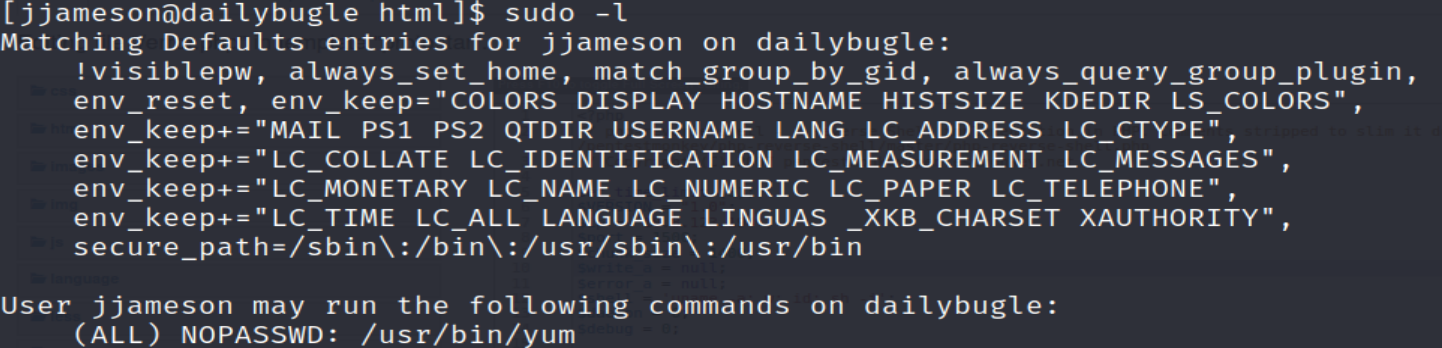 [jjameson@dailybugle html]$ sudo -l
Matching Defaults entries for jjameson on dailybugle:
    !visiblepw, always_set_home, match_group_by_gid, always_query_group_plugin,
    env_reset, env_keep="COLORS DISPLAY HOSTNAME HISTSIZE KDEDIR LS_COLORS",
    env_keep+="MAIL PS1 PS2 QTDIR USERNAME LANG LC_ADDRESS LC_CTYPE",
    env_keep+="LC_COLLATE LC_IDENTIFICATION LC_MEASUREMENT LC_MESSAGES",
    env_keep+="LC_MONETARY LC_NAME LC_NUMERIC LC_PAPER LC_TELEPHONE",
    env_keep+="LC_TIME LC_ALL LANGUAGE LINGUAS _XKB_CHARSET XAUTHORITY",
    secure_path=/sbin\:/bin\:/usr/sbin\:/usr/bin

User jjameson may run the following commands on dailybugle:
    (ALL) NOPASSWD: /usr/bin/yum